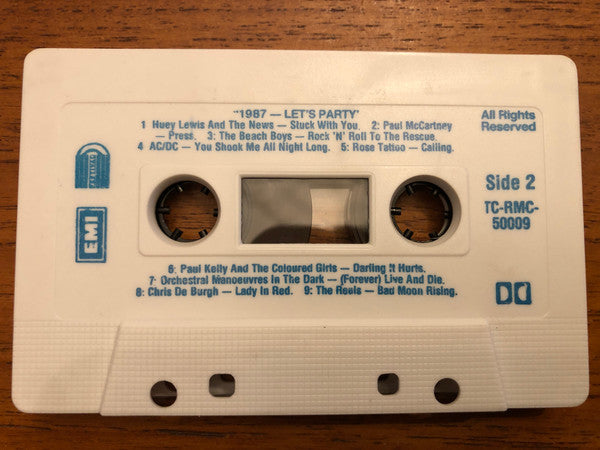 "1987 — LET'S PARTY'
1 Huey Lewis And The News — Stuck With You. 2: Paul McCartney
— Press. 3: The Beach Boys — Rock 'N' Roll To The Rescue.
4 AC/DC — You Shook Me All Night Long. 5: Rose Tattoo — Calling.
All Rights
Reserved
EMI
Side 2
TC-RMC-
50009
6: Paul Kelly And The Coloured Girls — Darling It Hurts.
7: Orchestral Manoeuvres In The Dark — (Forever) Live And Die.
8: Chris De Burgh — Lady In Red. 9: The Reels — Bad Moon Rising.